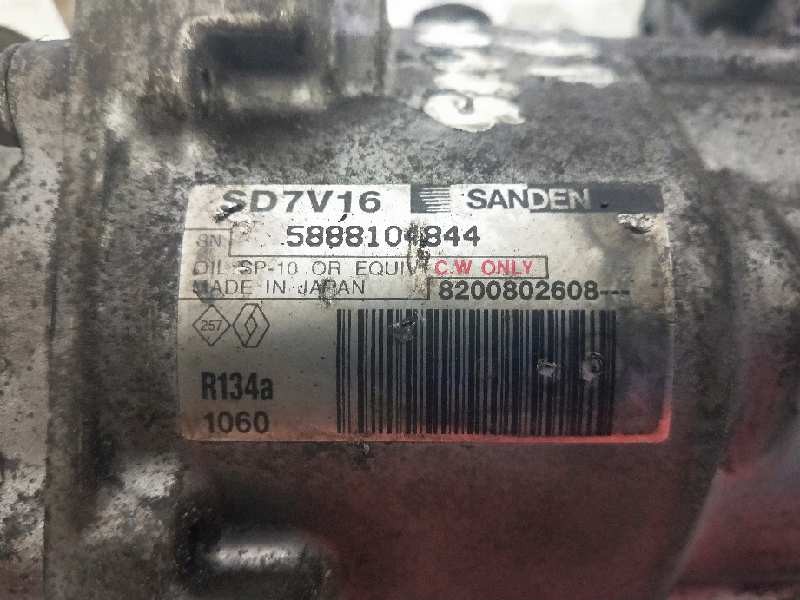 SD7V16 SANDEN
SN 5888104844
OIL SP-10 OR EQUIV C.W ONLY
MADE IN JAPAN 8200802608---
257
R134a
1060